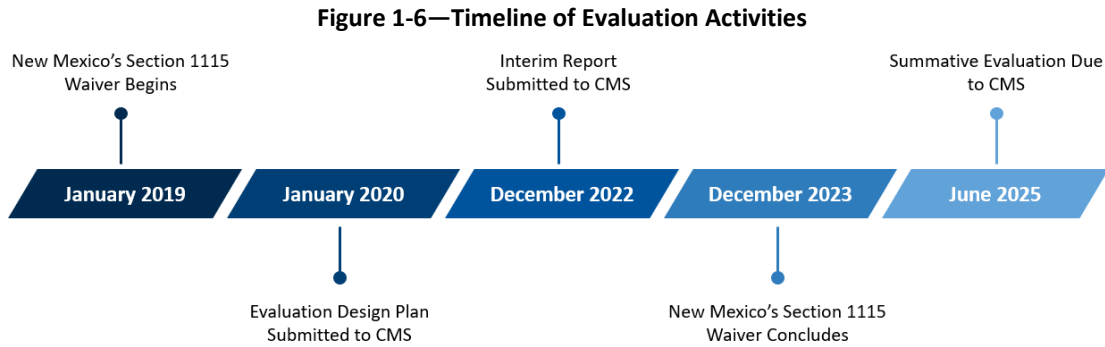 Figure 1-6—Timeline of Evaluation Activities
New Mexico's Section 1115
Waiver Begins
Interim Report
Submitted to CMS
Summative Evaluation Due
to CMS
January 2019
January 2020
December 2022
December 2023
June 2025
Evaluation Design Plan
Submitted to CMS
New Mexico's Section 1115
Waiver Concludes